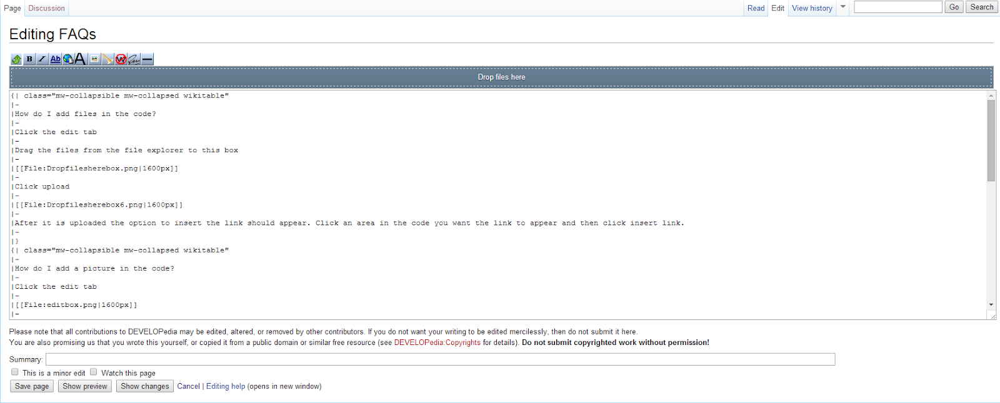 Page Discussion Read Edit View history Go Search
Editing FAQs
B I Ab A W
Drop files here
{| class="mw-collapsible mw-collapsed wikitable"
|-
|How do I add files in the code?
|-
|Click the edit tab
|-
|Drag the files from the file explorer to this box
|-
|[[File:Dropfilesherebox.png|1600px]]
|-
|Click upload
|-
|[[File:Dropfilesherebox6.png|1600px]]
|-
|After it is uploaded the option to insert the link should appear. Click an area in the code you want the link to appear and then click insert link.
|-
|}
{| class="mw-collapsible mw-collapsed wikitable"
|-
|How do I add a picture in the code?
|-
|Click the edit tab
|-
|[[File:editbox.png|1600px]]
|-
Please note that all contributions to DEVELOPedia may be edited, altered, or removed by other contributors. If you do not want your writing to be edited mercilessly, then do not submit it here.
You are also promising us that you wrote this yourself, or copied it from a public domain or similar free resource (see DEVELOPedia:Copyrights for details). Do not submit copyrighted work without permission!
Summary:
This is a minor edit Watch this page
Save page Show preview Show changes Cancel | Editing help (opens in new window)